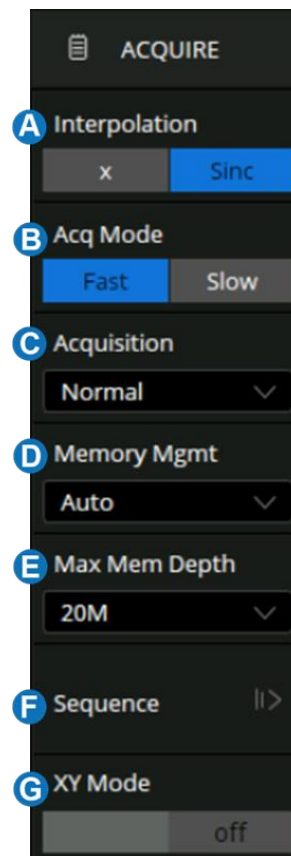 ACQUIRE
A Interpolation
x Sinc
B Acq Mode
Fast Slow
C Acquisition
Normal
D Memory Mgmt
Auto
E Max Mem Depth
20M
F Sequence
G XY Mode
off